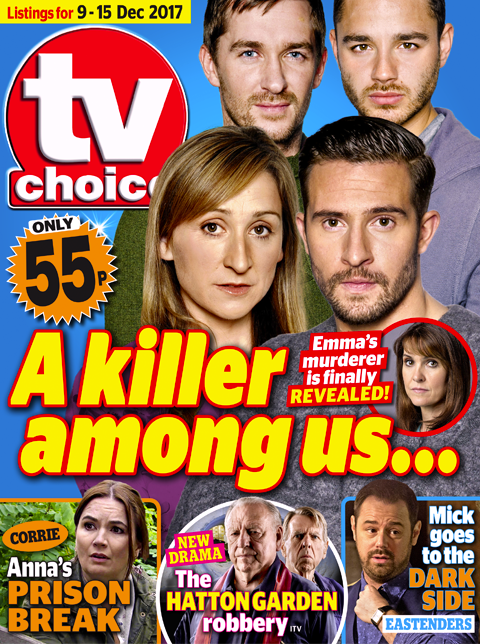 Listings for 9 - 15 Dec 2017
tv
choice
ONLY
55P
Emma's
murderer
is finally
REVEALED!
A killer
among us...
CORRIE
Anna's
PRISON
BREAK
NEW
DRAMA
The
HATTON GARDEN
robbery
ITV
Mick
goes
to the
DARK
SIDE
EASTENDERS